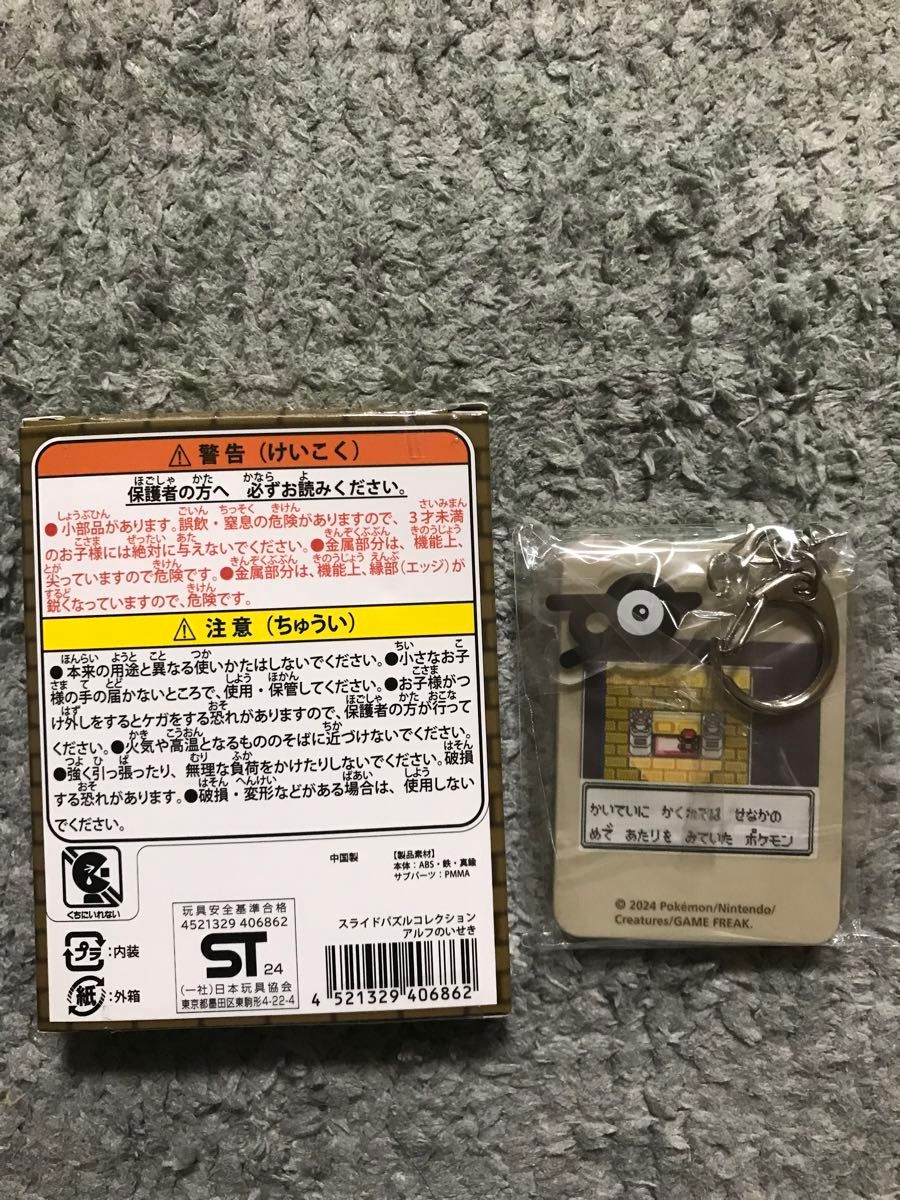 警告（けいこく）
保護者の方へ 必ずお読みください。
●小部品があります。誤飲・窒息の危険がありますので、3才未満
のお子様には絶対に与えないでください。●金属部分は、機能上、
尖っていますので危険です。●金属部分は、機能上、縁部（エッジ）が
鋭くなっていますので、危険です。
注意（ちゅうい）
●本来の用途と異なる使いかたはしないでください。●小さなお子
様の手の届かないところで、使用・保管してください。●お子様がつ
け外しをするとケガをする恐れがありますので、保護者の方が行って
ください。●火気や高温となるもののそばに近づけないでください。
●強く引っ張ったり、無理な負荷をかけたりしないでください。破損
する恐れがあります。●破損・変形などがある場合は、使用しない
でください。
くちにいれない
中国製
【製品素材】
本体：ABS・鉄・真鍮
サブパーツ：PMMA
プラ：内装
紙：外箱
玩具安全基準合格
4521329 406862
ST 24
（一社）日本玩具協会
東京都墨田区東駒形4-22-4
スライドパズルコレクション
アルフのいせき
4 521329 406862
かいていに かくれては せなかの
めで あたりを みていた ポケモン
© 2024 Pokémon/Nintendo/
Creatures/GAME FREAK.